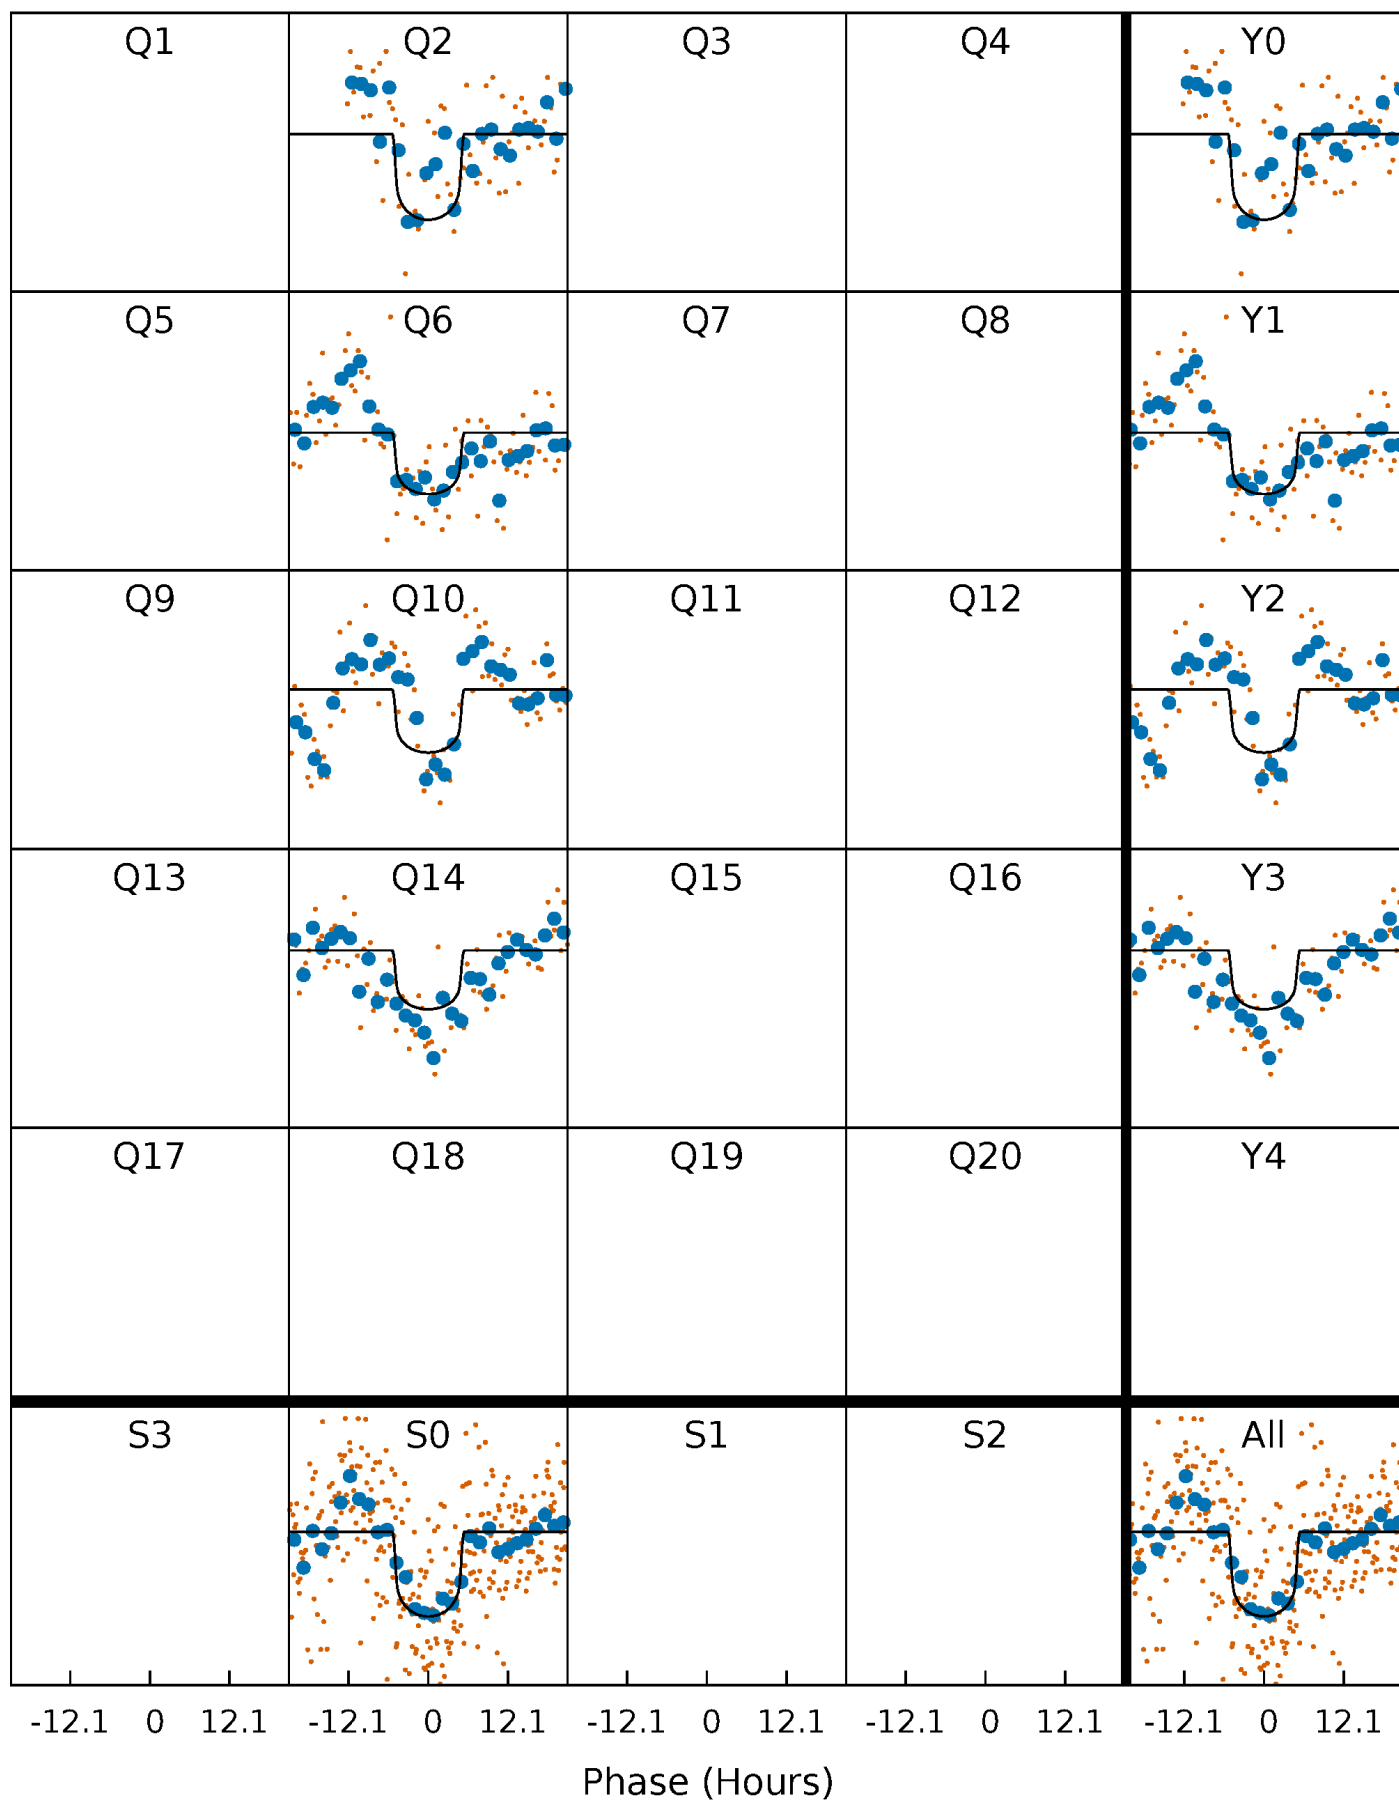 Q1 Q2 Q3 Q4 Y0
Q5 Q6 Q7 Q8 Y1
Q9 Q10 Q11 Q12 Y2
Q13 Q14 Q15 Q16 Y3
Q17 Q18 Q19 Q20 Y4
S3 S0 S1 S2 All
-12.1 0 12.1 -12.1 0 12.1 -12.1 0 12.1 -12.1 0 12.1 -12.1 0 12.1
Phase (Hours)